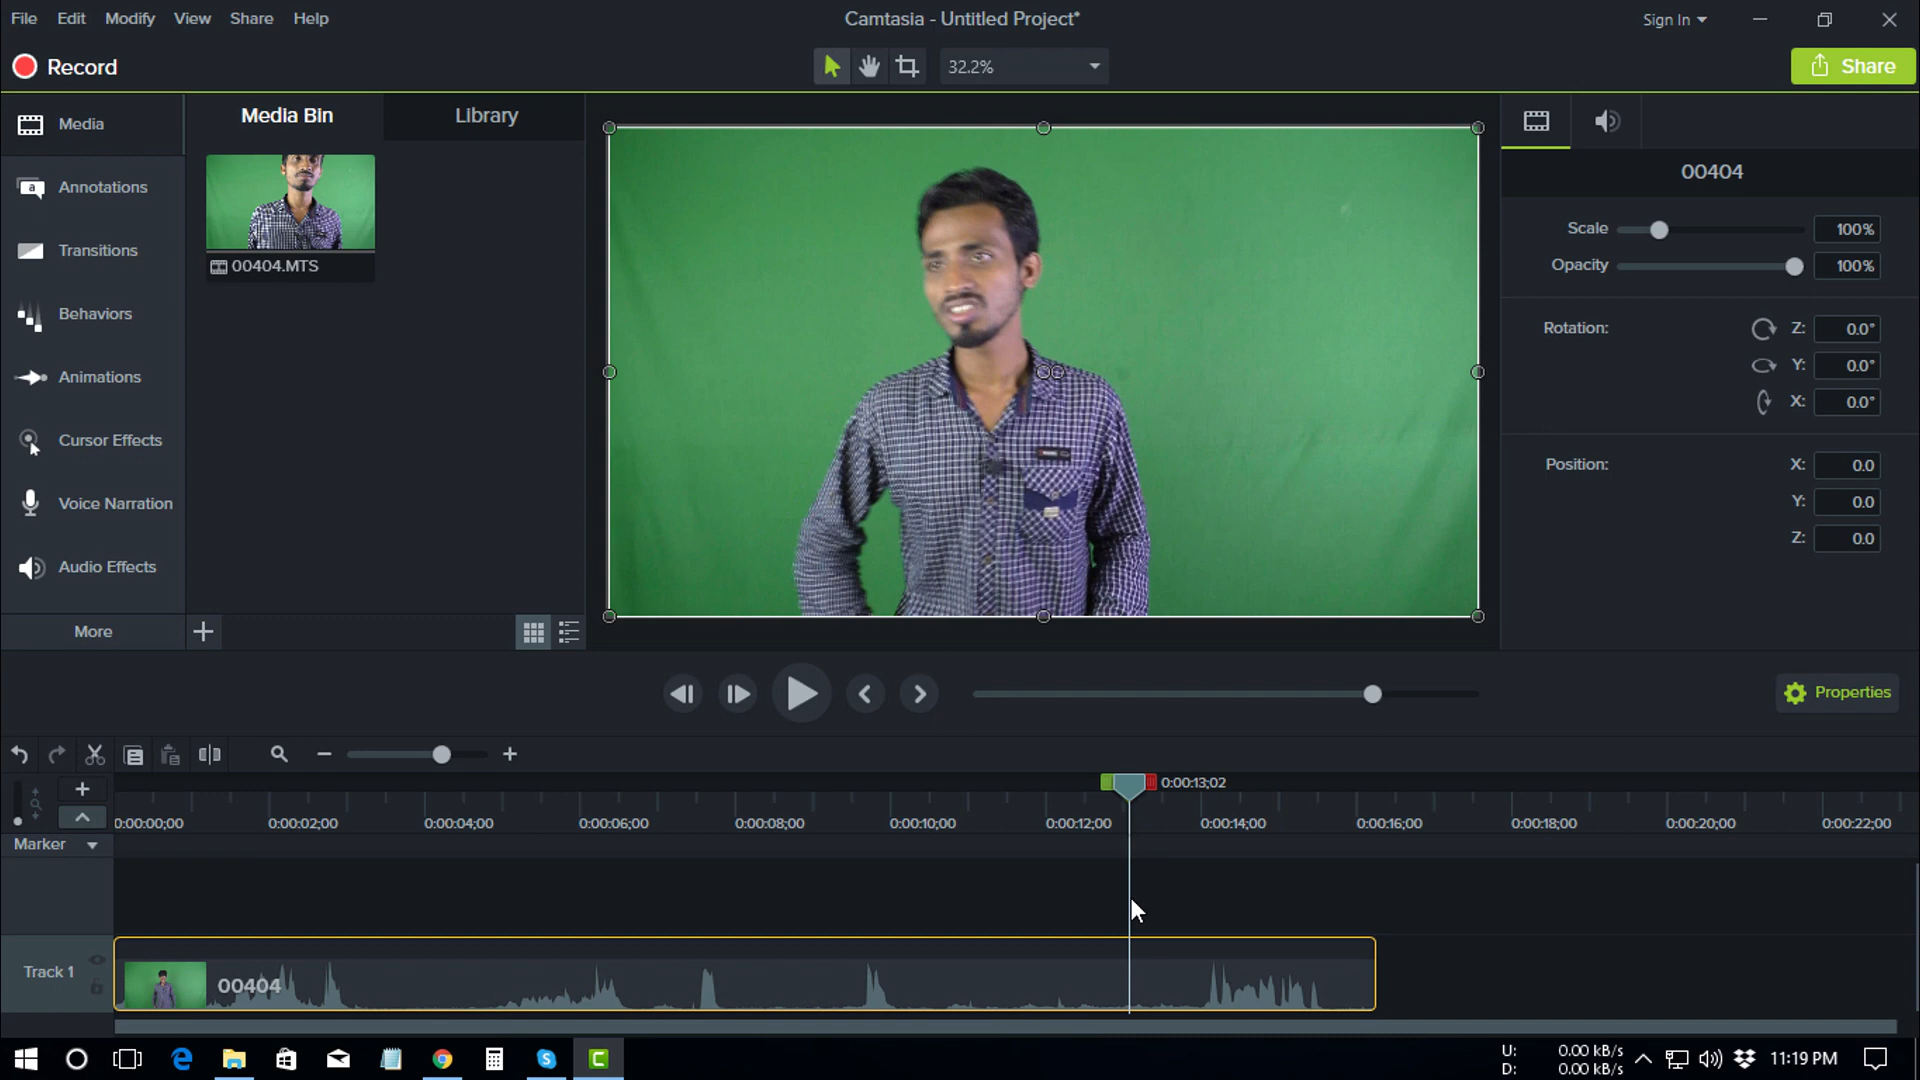 File Edit Modify View Share Help
Camtasia - Untitled Project*
Sign In
Record
32.2%
Share
Media
Annotations
Transitions
Behaviors
Animations
Cursor Effects
Voice Narration
Audio Effects
More
Media Bin
Library
00404.MTS
00404
Scale 100%
Opacity 100%
Rotation: Z: 0.0°
Y: 0.0°
X: 0.0°
Position: X: 0.0
Y: 0.0
Z: 0.0
Properties
0:00:13;02
0:00:00;00 0:00:02;00 0:00:04;00 0:00:06;00 0:00:08;00 0:00:10;00 0:00:12;00 0:00:14;00 0:00:16;00 0:00:18;00 0:00:20;00 0:00:22;00
Marker
Track 1
00404
U: 0.00 kB/s
D: 0.00 kB/s
11:19 PM